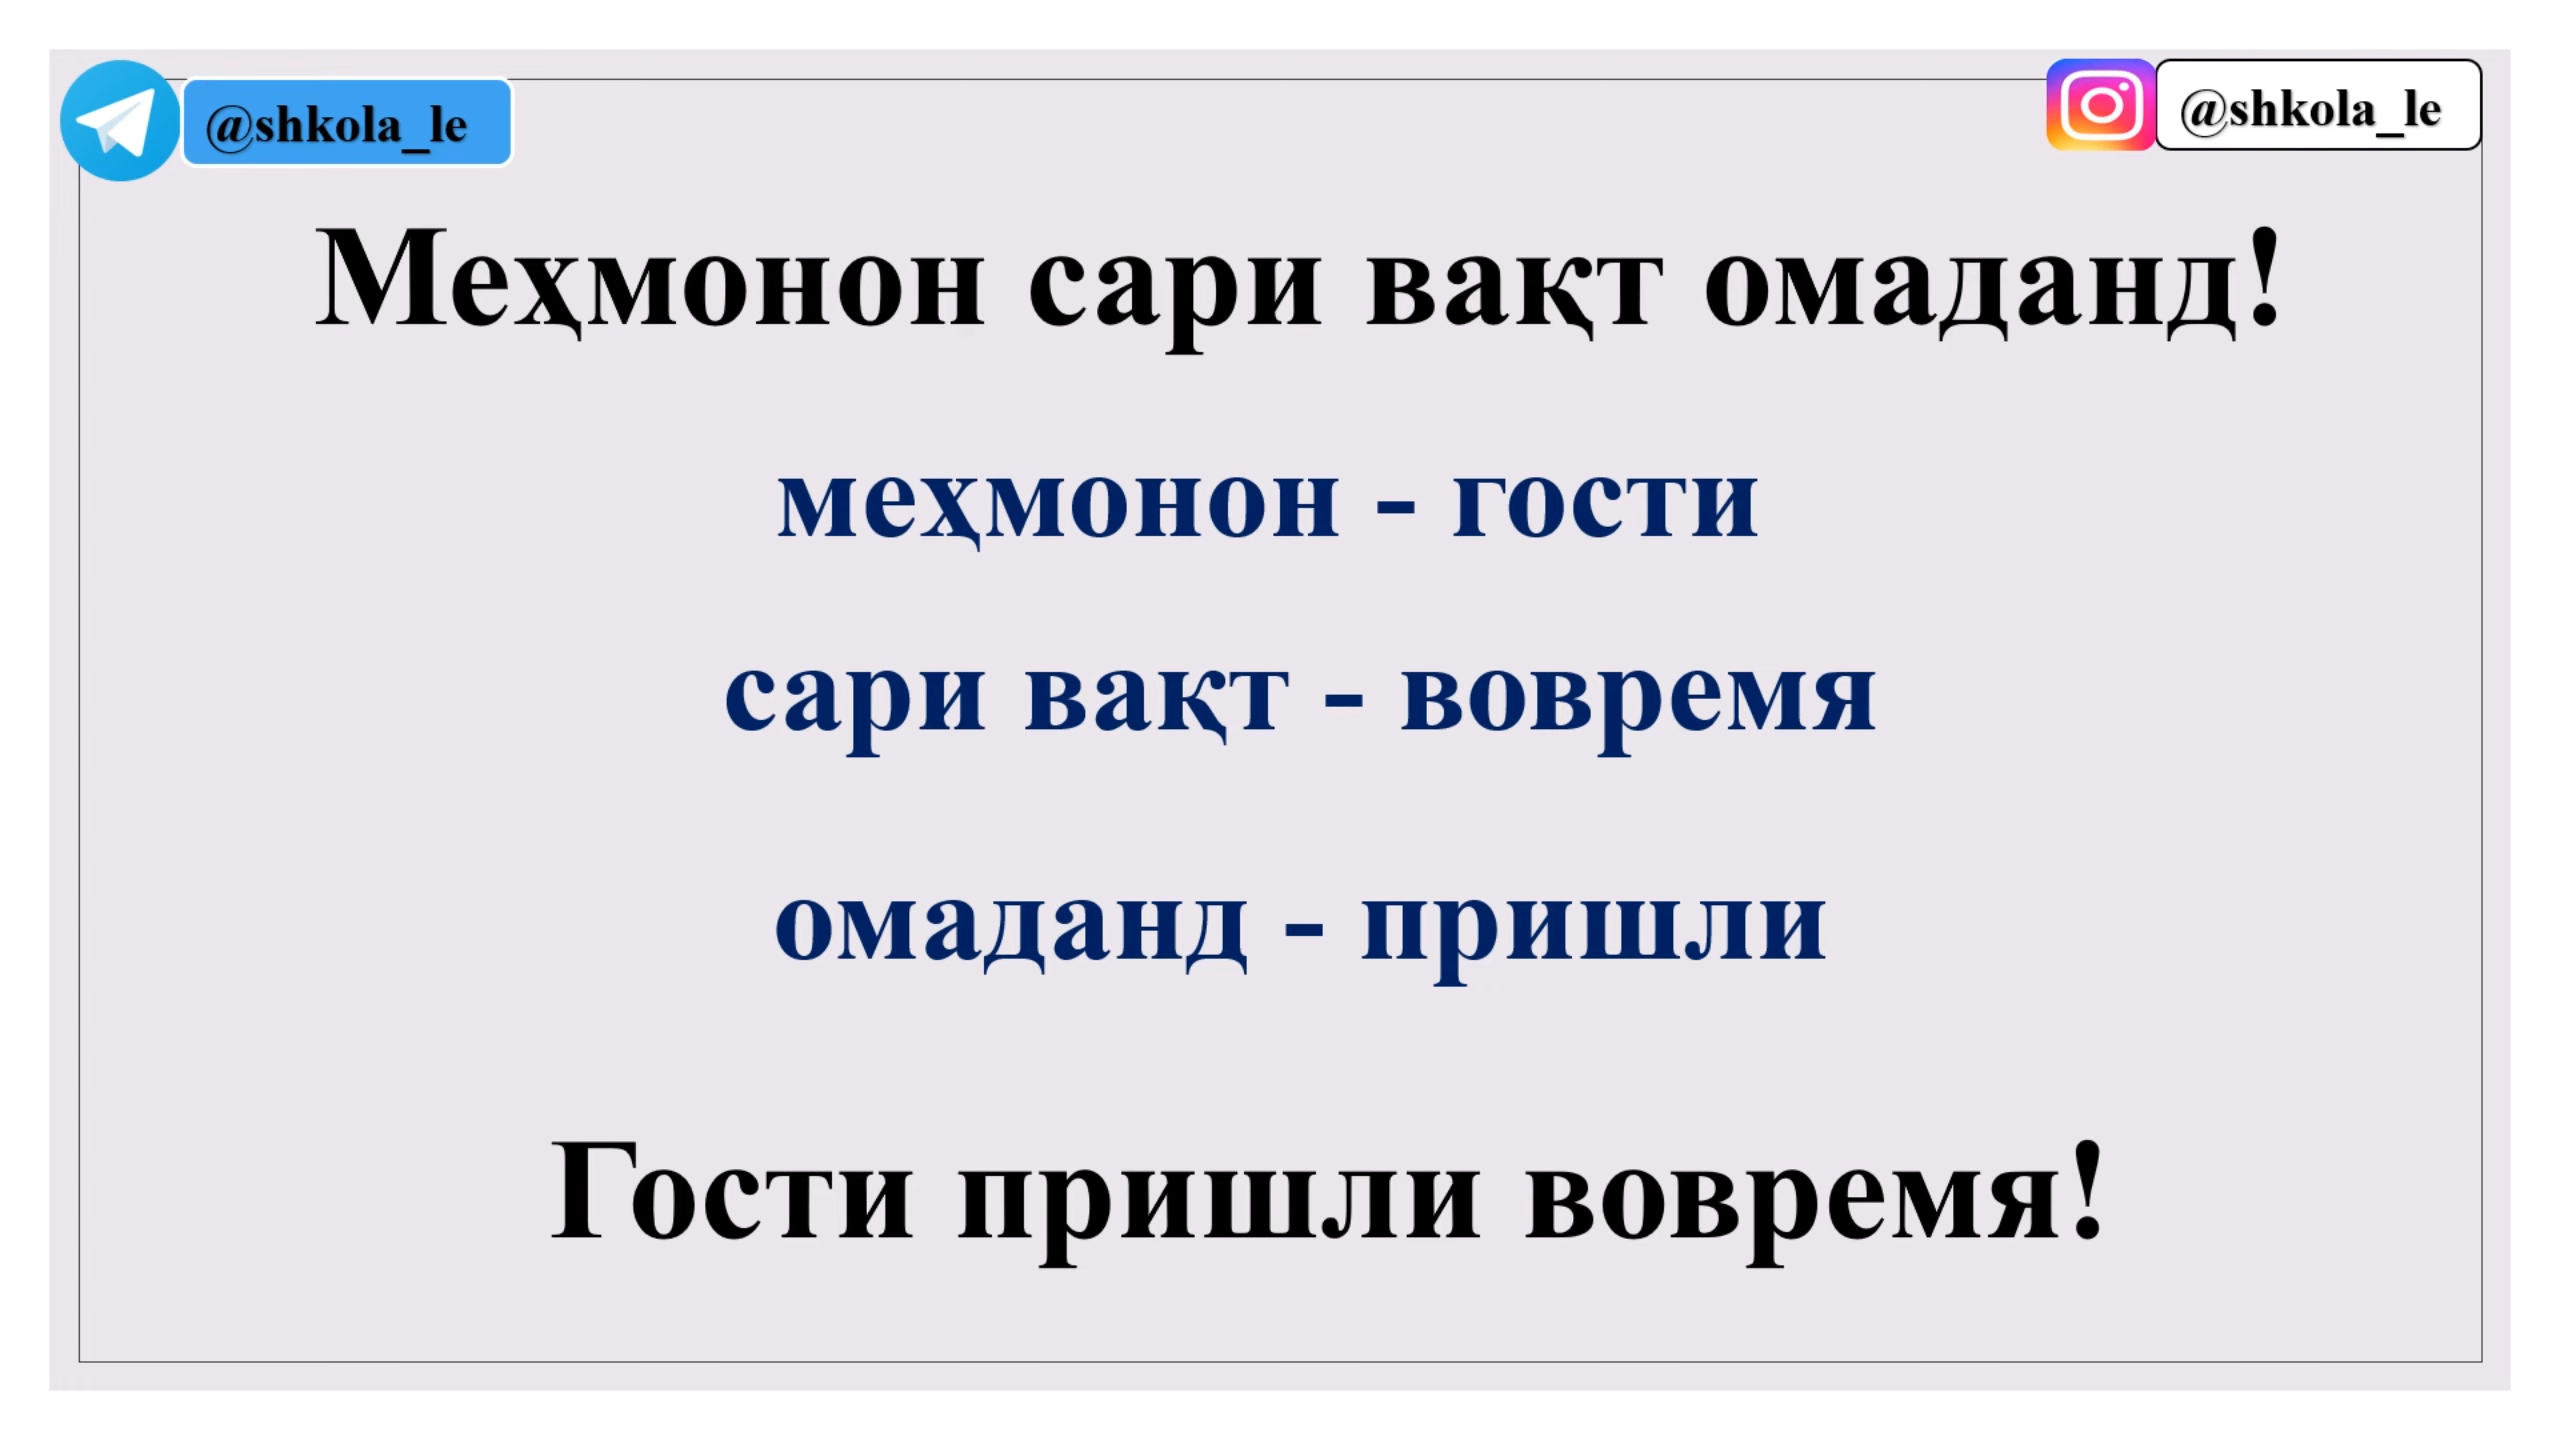 @shkola_le
@shkola_le
Меҳмонон сари вақт омаданд!
меҳмонон - гости
сари вақт - вовремя
омаданд - пришли
Гости пришли вовремя!